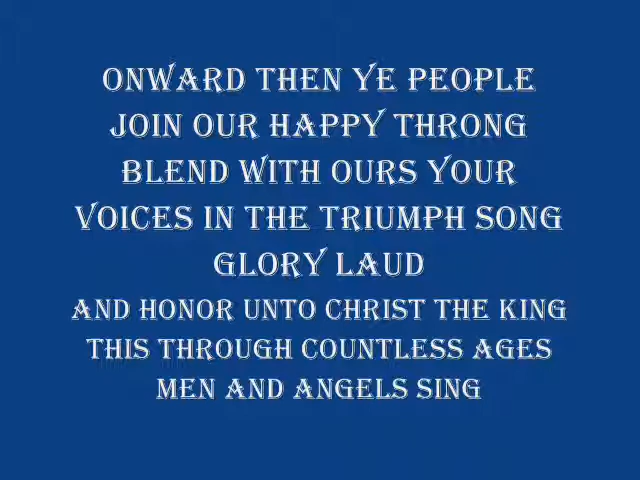 ONWARD THEN YE PEOPLE
JOIN OUR HAPPY THRONG
BLEND WITH OURS YOUR
VOICES IN THE TRIUMPH SONG
GLORY LAUD
AND HONOR UNTO CHRIST THE KING
THIS THROUGH COUNTLESS AGES
MEN AND ANGELS SING